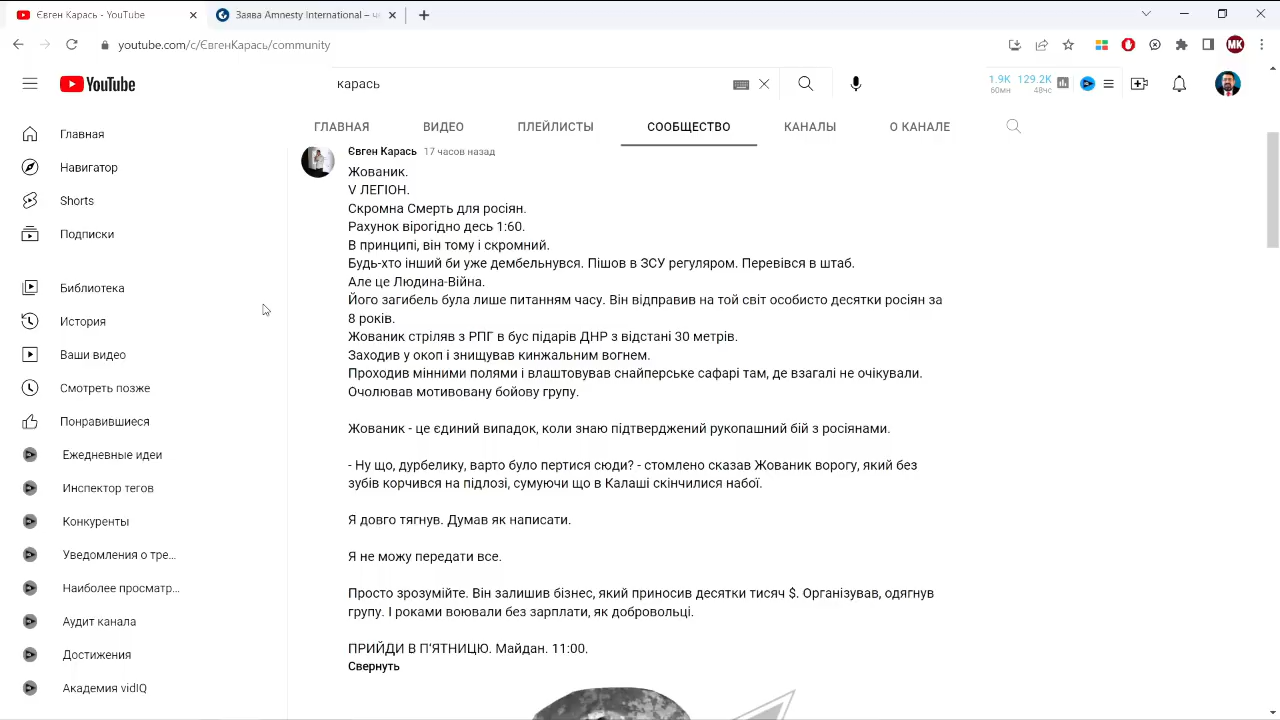 Євген Карась - YouTube
Заява Amnesty International – че
youtube.com/c/ЄвгенКарась/community
MK
YouTube
карась
1.9K 129.2K
60мн 48чс
ГЛАВНАЯ ВИДЕО ПЛЕЙЛИСТЫ СООБЩЕСТВО КАНАЛЫ О КАНАЛЕ
Главная
Навигатор
Shorts
Подписки
Библиотека
История
Ваши видео
Смотреть позже
Понравившиеся
Ежедневные идеи
Инспектор тегов
Конкуренты
Уведомления о тре...
Наиболее просматр...
Аудит канала
Достижения
Академия vidIQ
Євген Карась 17 часов назад
Жованик.
V ЛЕГІОН.
Скромна Смерть для росіян.
Рахунок вірогідно десь 1:60.
В принципі, він тому і скромний.
Будь-хто інший би уже дембельнувся. Пішов в ЗСУ регуляром. Перевівся в штаб.
Але це Людина-Війна.
Його загибель була лише питанням часу. Він відправив на той світ особисто десятки росіян за
8 років.
Жованик стріляв з РПГ в бус підарів ДНР з відстані 30 метрів.
Заходив у окоп і знищував кинжальним вогнем.
Проходив мінними полями і влаштовував снайперське сафарі там, де взагалі не очікували.
Очолював мотивовану бойову групу.
Жованик - це єдиний випадок, коли знаю підтверджений рукопашний бій з росіянами.
- Ну що, дурбелику, варто було пертися сюди? - стомлено сказав Жованик ворогу, який без
зубів корчився на підлозі, сумуючи що в Калаші скінчилися набої.
Я довго тягнув. Думав як написати.
Я не можу передати все.
Просто зрозумійте. Він залишив бізнес, який приносив десятки тисяч $. Організував, одягнув
групу. І роками воювали без зарплати, як добровольці.
ПРИЙДИ В П'ЯТНИЦЮ. Майдан. 11:00.
Свернуть